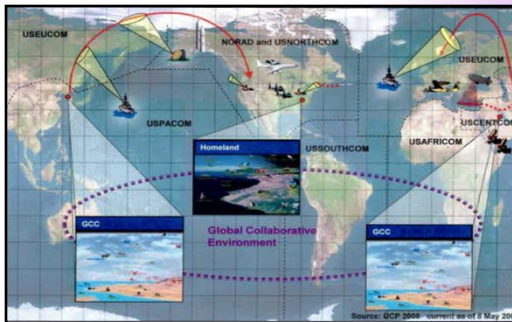 USEUCOM
NORAD and USNORTHCOM
USEUCOM
USPACOM
USCENTCOM
USAFRICOM
USSOUTHCOM
Homeland
GCC
Global Collaborative
Environment
GCC
Source: UCP 2008 current as of 8 May